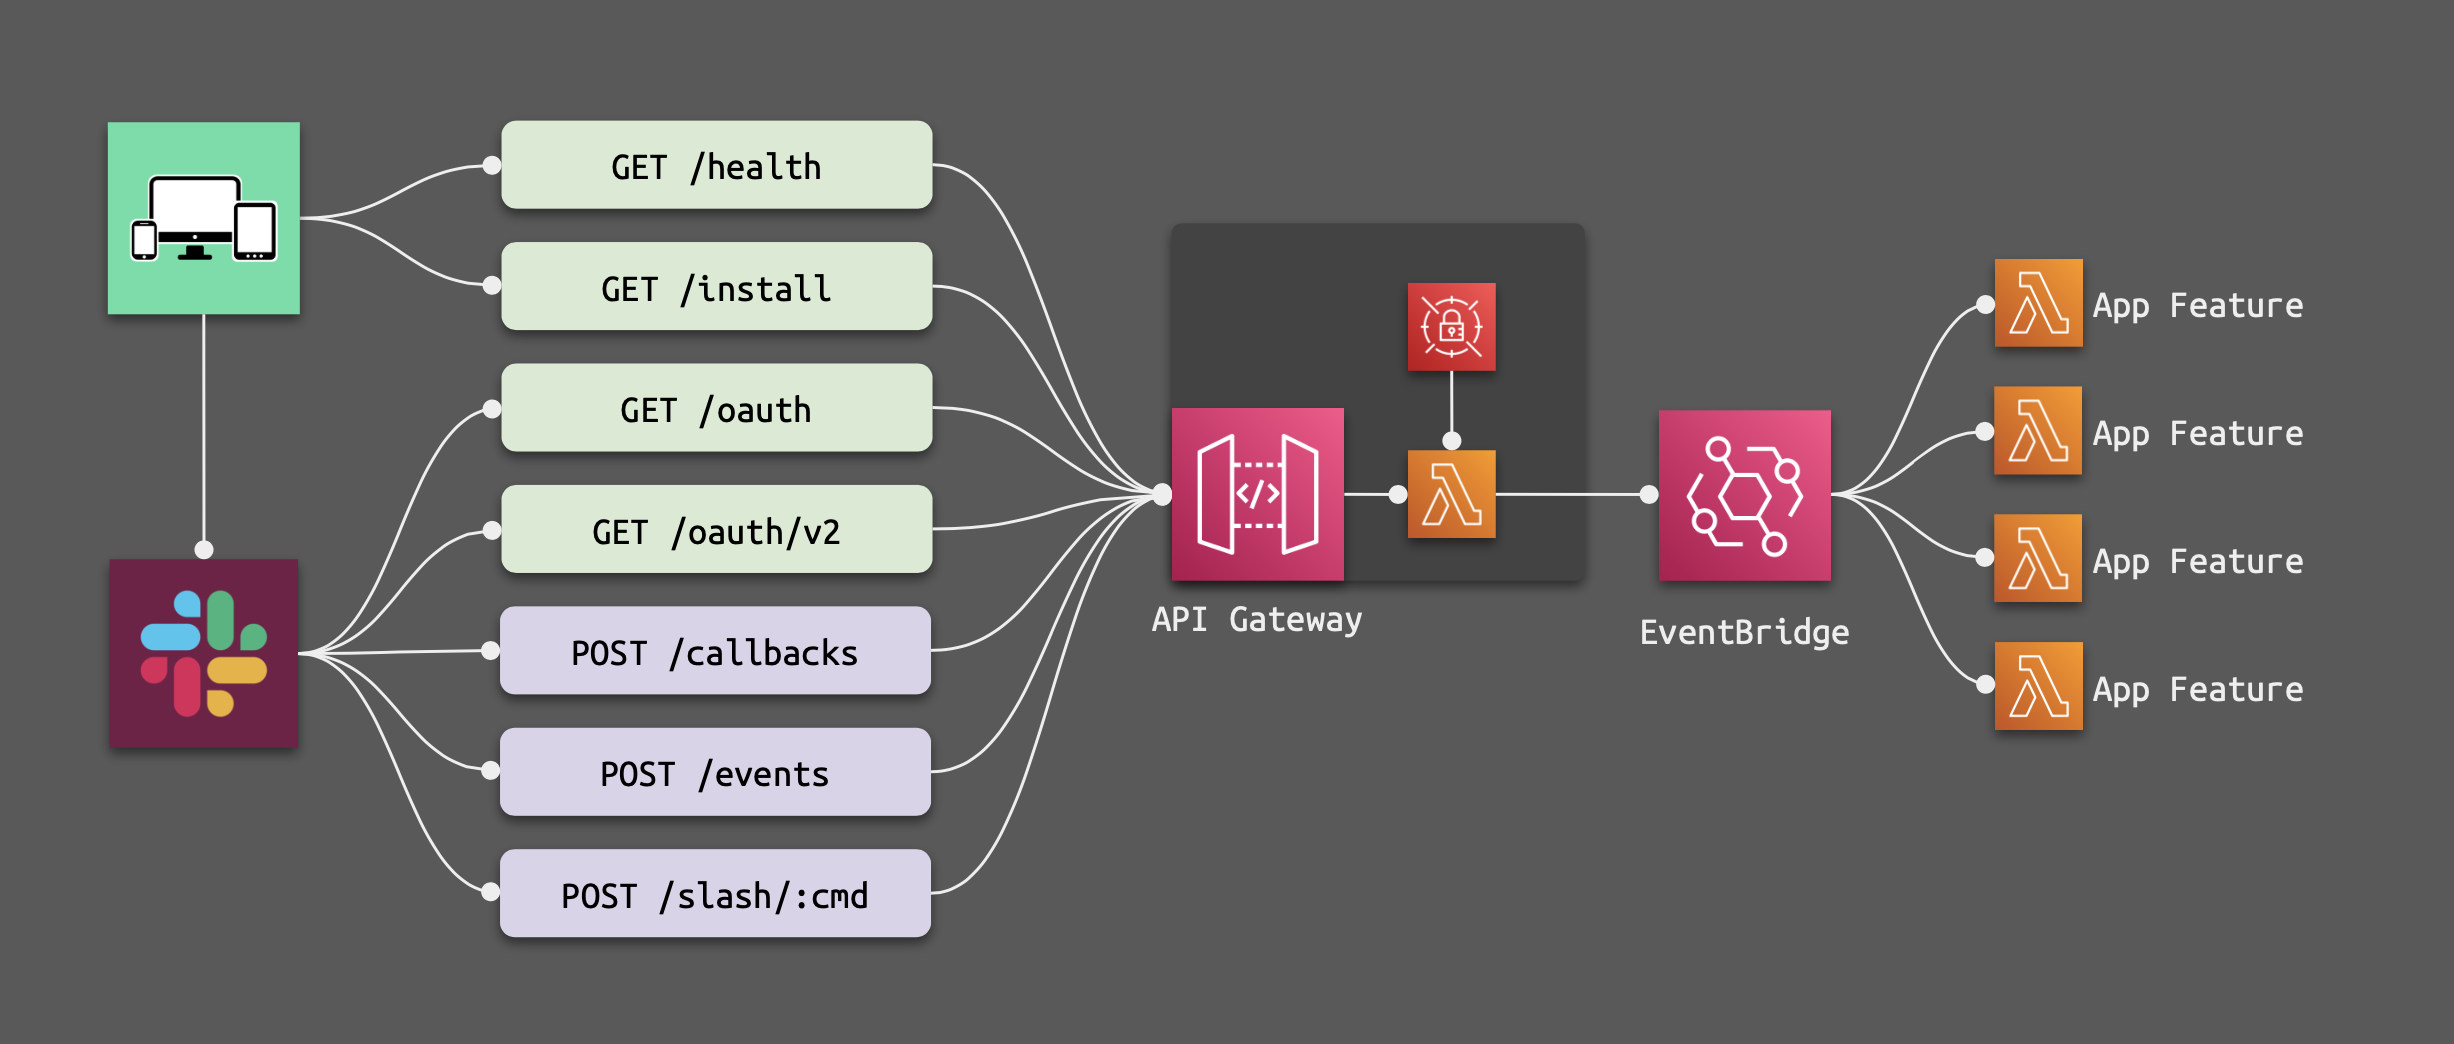 GET /health
GET /install
GET /oauth
GET /oauth/v2
POST /callbacks
POST /events
POST /slash/:cmd
API Gateway
EventBridge
App Feature
App Feature
App Feature
App Feature